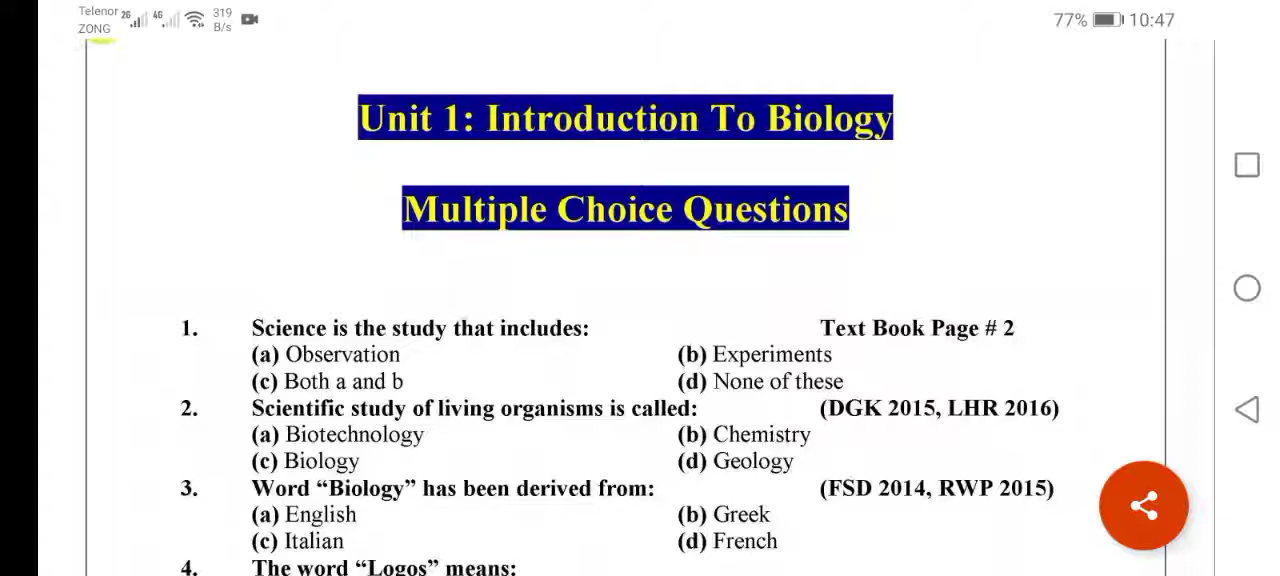 Telenor 2G 4G 319 B/s 77% 10:47
ZONG
Unit 1: Introduction To Biology
Multiple Choice Questions
1. Science is the study that includes: Text Book Page # 2
(a) Observation (b) Experiments
(c) Both a and b (d) None of these
2. Scientific study of living organisms is called: (DGK 2015, LHR 2016)
(a) Biotechnology (b) Chemistry
(c) Biology (d) Geology
3. Word “Biology” has been derived from: (FSD 2014, RWP 2015)
(a) English (b) Greek
(c) Italian (d) French
4. The word “Logos” means: